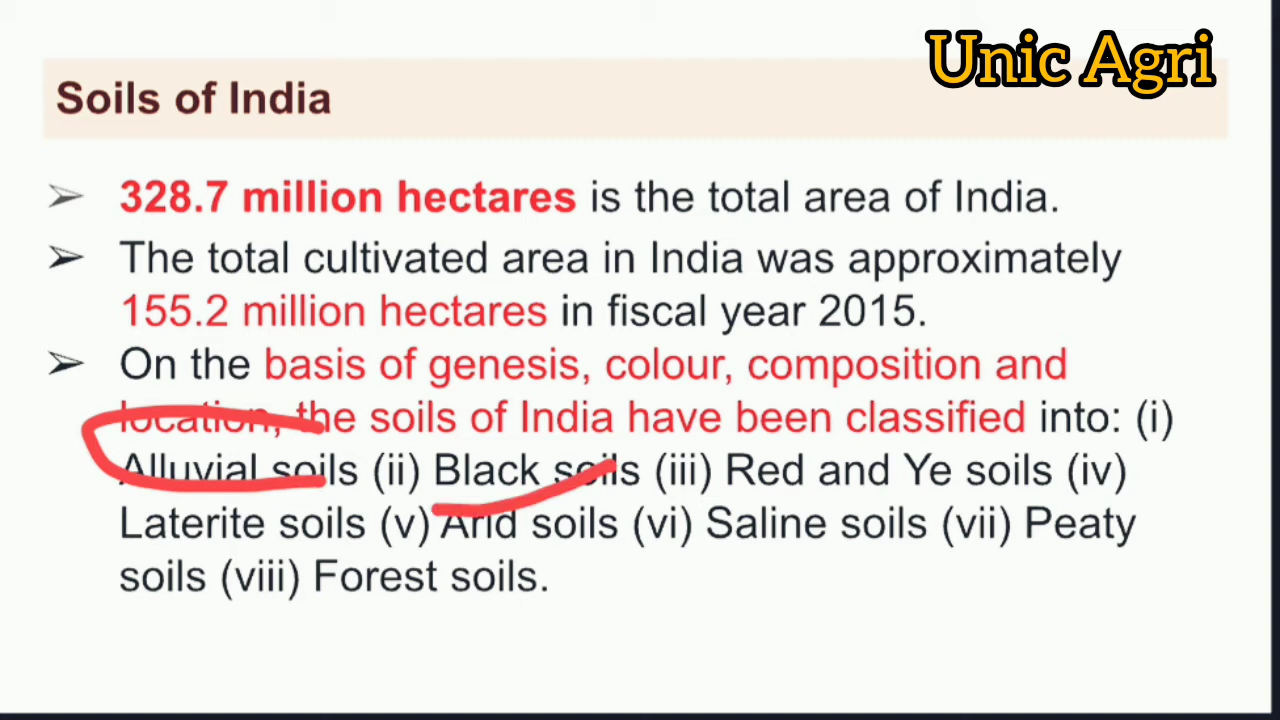 Unic Agri
Soils of India
➢ 328.7 million hectares is the total area of India.
➢ The total cultivated area in India was approximately
155.2 million hectares in fiscal year 2015.
➢ On the basis of genesis, colour, composition and
location, the soils of India have been classified into: (i)
Alluvial soils (ii) Black soils (iii) Red and Ye soils (iv)
Laterite soils (v) Arid soils (vi) Saline soils (vii) Peaty
soils (viii) Forest soils.